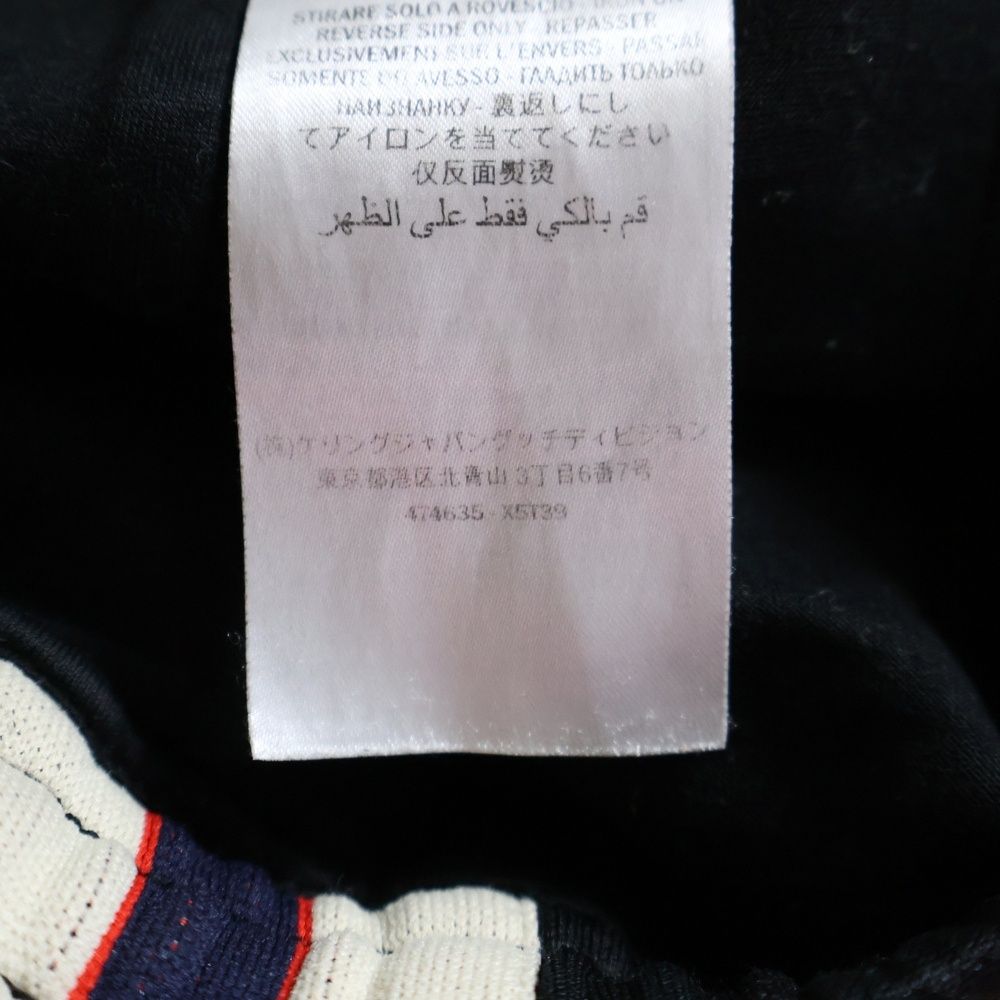 STIRARE SOLO A ROVESCIO - IRON ON
REVERSE SIDE ONLY - REPASSER
EXCLUSIVEMENT SUR L'ENVERS - PASSAR
SOMENTE DO AVESSO - ГЛАДИТЬ ТОЛЬКО
НАИЗНАНКУ - 裏返しにし
てアイロンを当ててください
仅反面熨烫
قم بالكي فقط على الظهر
(株)ケリングジャパングッチディビジョン
東京都港区北青山3丁目6番7号
474635 - X5T39